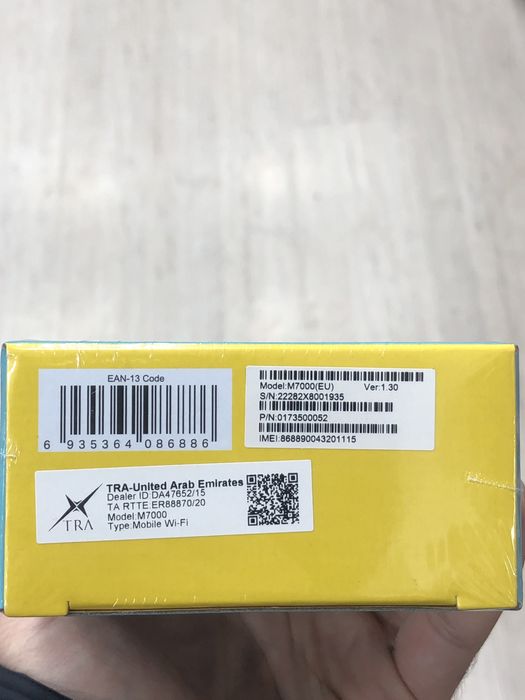 EAN-13 Code
6 935364 086886
Model:M7000(EU) Ver:1.30
S/N:22282X8001935
P/N:0173500052
IMEI:868890043201115
TRA
TRA-United Arab Emirates
Dealer ID:DA47652/15
TA RTTE:ER88870/20
Model:M7000
Type:Mobile Wi-Fi